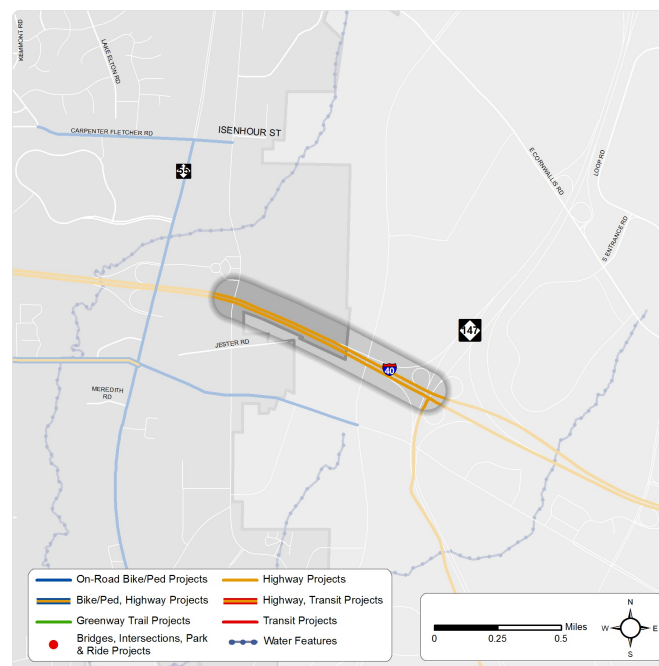 KEMMONT RD
LAKE ELTON RD
CARPENTER FLETCHER RD
ISENHOUR ST
55
E CORNWALLIS RD
LOOP RD
S ENTRANCE RD
147
JESTER RD
40
MEREDITH
RD
On-Road Bike/Ped Projects
Highway Projects
Bike/Ped, Highway Projects
Highway, Transit Projects
Greenway Trail Projects
Transit Projects
Bridges, Intersections, Park
& Ride Projects
Water Features
Miles
0 0.25 0.5
N
W E
S